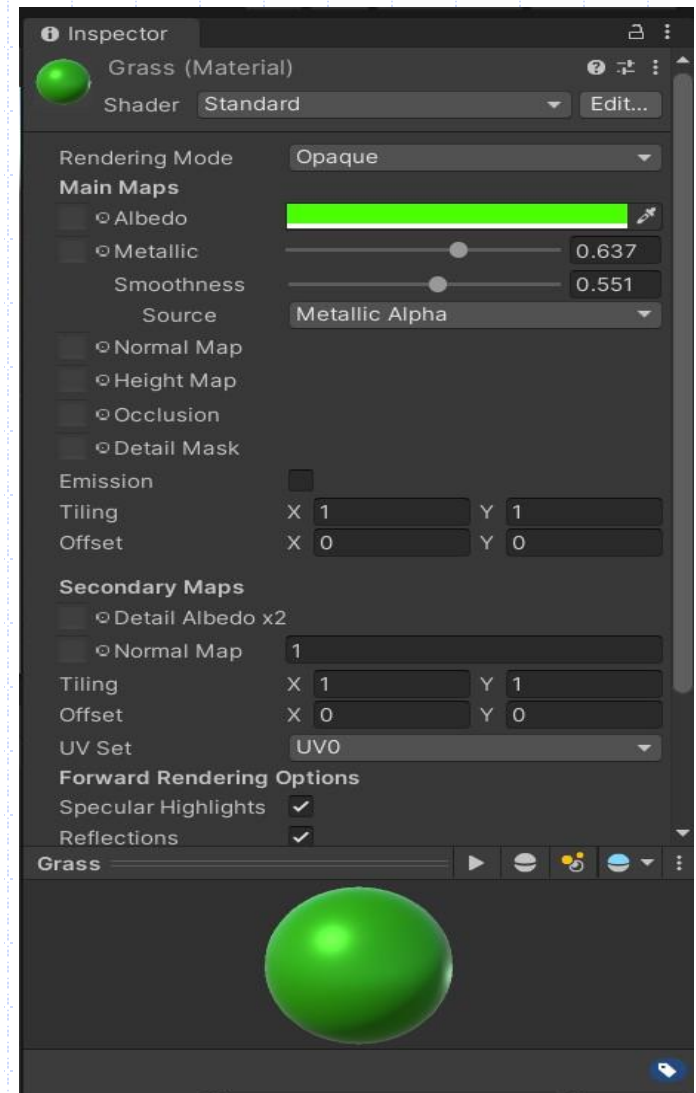 Inspector
Grass (Material)
Shader Standard Edit...
Rendering Mode Opaque
Main Maps
Albedo
Metallic 0.637
Smoothness 0.551
Source Metallic Alpha
Normal Map
Height Map
Occlusion
Detail Mask
Emission
Tiling X 1 Y 1
Offset X 0 Y 0
Secondary Maps
Detail Albedo x2
Normal Map 1
Tiling X 1 Y 1
Offset X 0 Y 0
UV Set UV0
Forward Rendering Options
Specular Highlights
Reflections
Grass